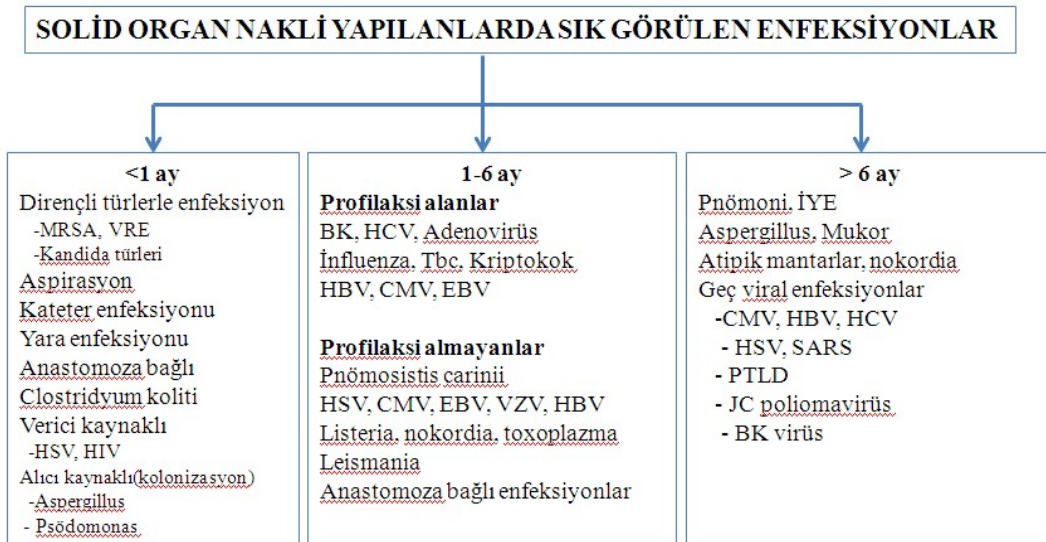 SOLİD ORGAN NAKLİ YAPILANLARDA SIK GÖRÜLEN ENFEKSİYONLAR
<1 ay
Dirençli türlerle enfeksiyon
-MRSA, VRE
-Kandida türleri
Aspirasyon
Kateter enfeksiyonu
Yara enfeksiyonu
Anastomoza bağlı
Clostridyum koliti
Verici kaynaklı
-HSV, HIV
Alıcı kaynaklı(kolonizasyon)
-Aspergillus
- Psödomonas
1-6 ay
Profilaksi alanlar
BK, HCV, Adenovirüs
İnfluenza, Tbc, Kriptokok
HBV, CMV, EBV
Profilaksi almayanlar
Pnömosistis carinii
HSV, CMV, EBV, VZV, HBV
Listeria, nokordia, toxoplazma
Leismania
Anastomoza bağlı enfeksiyonlar
> 6 ay
Pnömoni, İYE
Aspergillus, Mukor
Atipik mantarlar, nokordia
Geç viral enfeksiyonlar
-CMV, HBV, HCV
- HSV, SARS
- PTLD
- JC poliomavirüs
- BK virüs